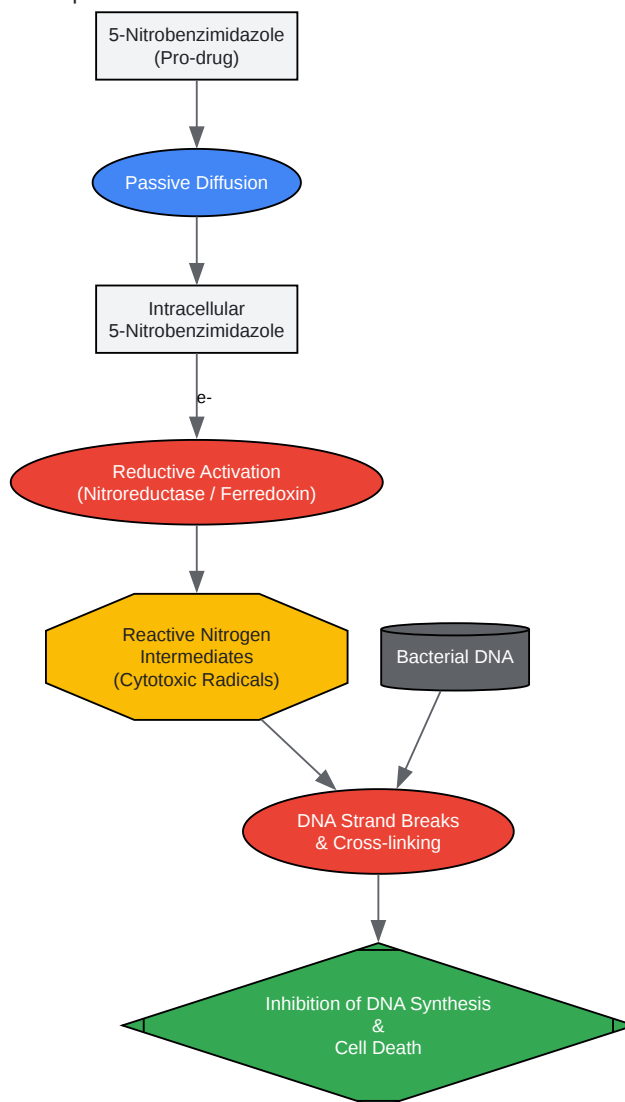 5-Nitrobenzimidazole
(Pro-drug)
Passive Diffusion
Intracellular
5-Nitrobenzimidazole
e-
Reductive Activation
(Nitroreductase / Ferredoxin)
Reactive Nitrogen
Intermediates
(Cytotoxic Radicals)
Bacterial DNA
DNA Strand Breaks
& Cross-linking
Inhibition of DNA Synthesis
&
Cell Death